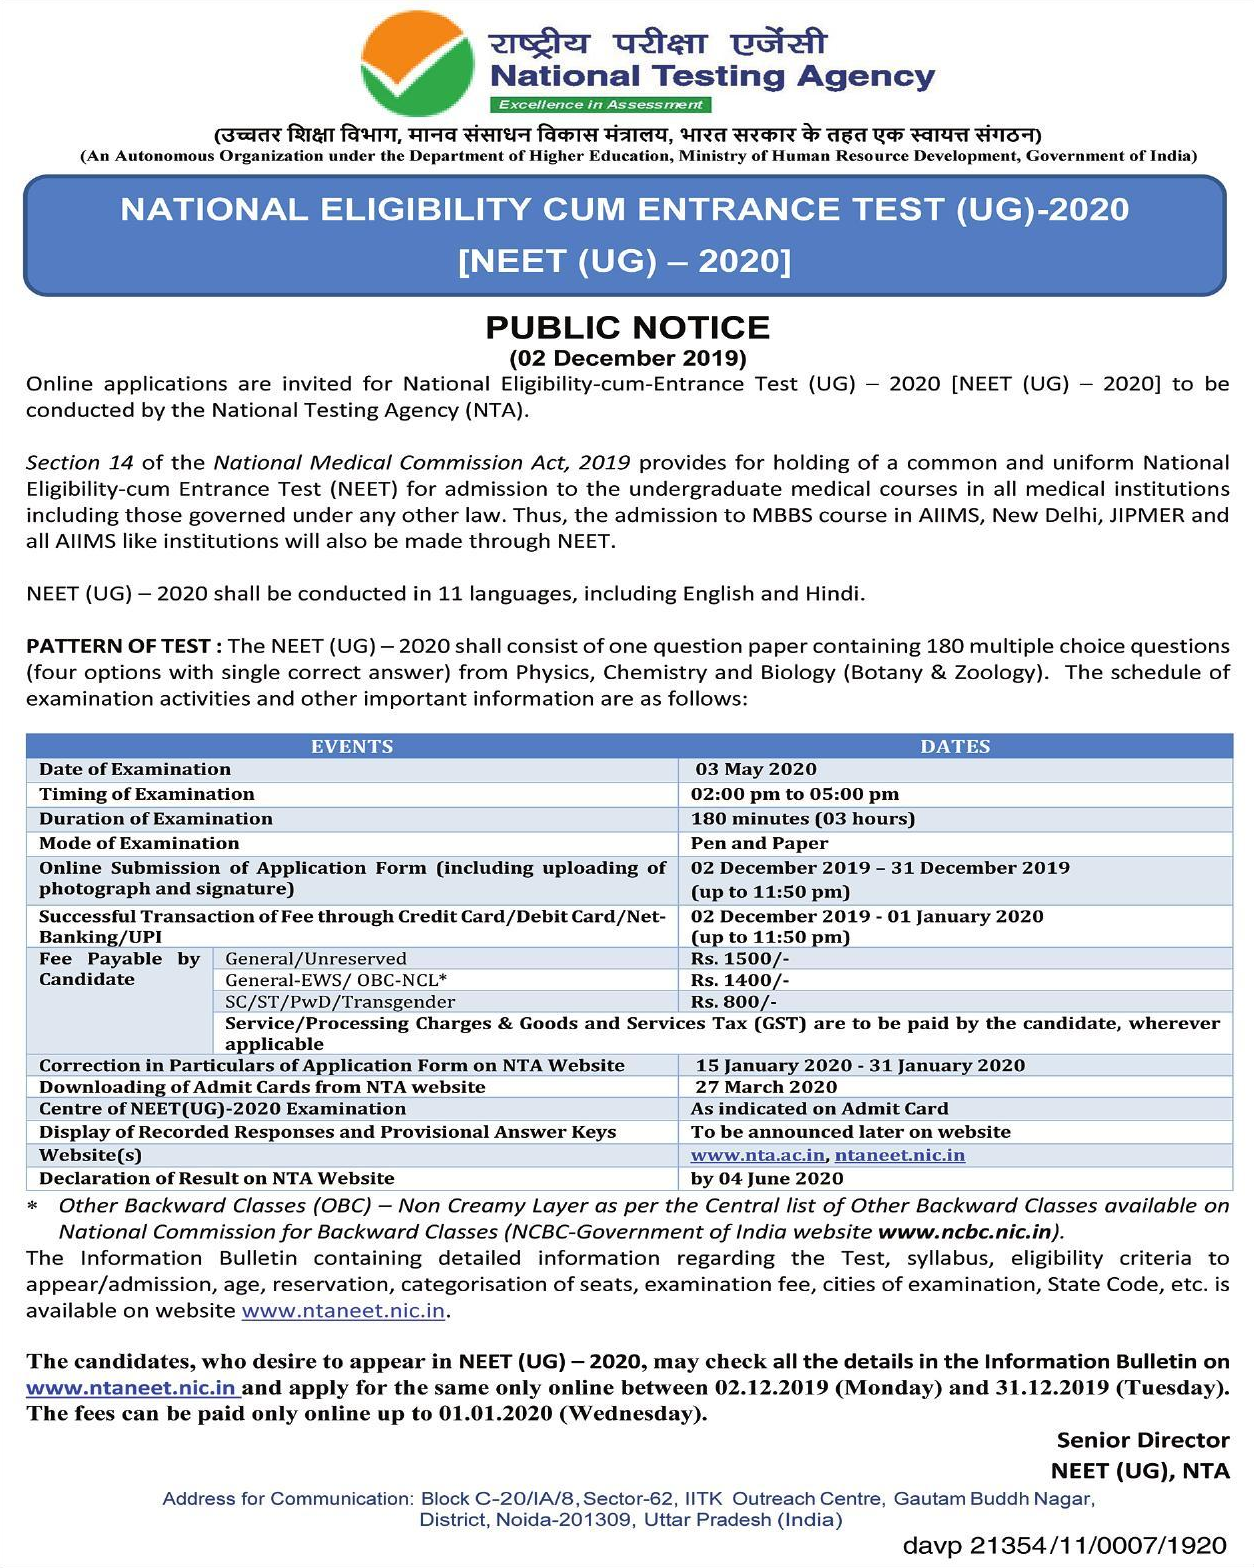 राष्ट्रीय परीक्षा एजेंसी
National Testing Agency
Excellence in Assessment
(उच्चतर शिक्षा विभाग, मानव संसाधन विकास मंत्रालय, भारत सरकार के तहत एक स्वायत्त संगठन)
(An Autonomous Organization under the Department of Higher Education, Ministry of Human Resource Development, Government of India)
NATIONAL ELIGIBILITY CUM ENTRANCE TEST (UG)-2020
[NEET (UG) – 2020]
PUBLIC NOTICE
(02 December 2019)
Online applications are invited for National Eligibility-cum-Entrance Test (UG) – 2020 [NEET (UG) – 2020] to be
conducted by the National Testing Agency (NTA).
Section 14 of the National Medical Commission Act, 2019 provides for holding of a common and uniform National
Eligibility-cum Entrance Test (NEET) for admission to the undergraduate medical courses in all medical institutions
including those governed under any other law. Thus, the admission to MBBS course in AIIMS, New Delhi, JIPMER and
all AIIMS like institutions will also be made through NEET.
NEET (UG) – 2020 shall be conducted in 11 languages, including English and Hindi.
PATTERN OF TEST : The NEET (UG) – 2020 shall consist of one question paper containing 180 multiple choice questions
(four options with single correct answer) from Physics, Chemistry and Biology (Botany & Zoology). The schedule of
examination activities and other important information are as follows:
EVENTS DATES
Date of Examination 03 May 2020
Timing of Examination 02:00 pm to 05:00 pm
Duration of Examination 180 minutes (03 hours)
Mode of Examination Pen and Paper
Online Submission of Application Form (including uploading of 02 December 2019 – 31 December 2019
photograph and signature) (up to 11:50 pm)
Successful Transaction of Fee through Credit Card/Debit Card/Net- 02 December 2019 - 01 January 2020
Banking/UPI (up to 11:50 pm)
Fee Payable by General/Unreserved Rs. 1500/-
Candidate General-EWS/ OBC-NCL* Rs. 1400/-
SC/ST/PwD/Transgender Rs. 800/-
Service/Processing Charges & Goods and Services Tax (GST) are to be paid by the candidate, wherever
applicable
Correction in Particulars of Application Form on NTA Website 15 January 2020 - 31 January 2020
Downloading of Admit Cards from NTA website 27 March 2020
Centre of NEET(UG)-2020 Examination As indicated on Admit Card
Display of Recorded Responses and Provisional Answer Keys To be announced later on website
Website(s) www.nta.ac.in, ntaneet.nic.in
Declaration of Result on NTA Website by 04 June 2020
* Other Backward Classes (OBC) – Non Creamy Layer as per the Central list of Other Backward Classes available on
National Commission for Backward Classes (NCBC-Government of India website www.ncbc.nic.in).
The Information Bulletin containing detailed information regarding the Test, syllabus, eligibility criteria to
appear/admission, age, reservation, categorisation of seats, examination fee, cities of examination, State Code, etc. is
available on website www.ntaneet.nic.in.
The candidates, who desire to appear in NEET (UG) – 2020, may check all the details in the Information Bulletin on
www.ntaneet.nic.in and apply for the same only online between 02.12.2019 (Monday) and 31.12.2019 (Tuesday).
The fees can be paid only online up to 01.01.2020 (Wednesday).
Senior Director
NEET (UG), NTA
Address for Communication: Block C-20/IA/8, Sector-62, IITK Outreach Centre, Gautam Buddh Nagar,
District, Noida-201309, Uttar Pradesh (India)
davp 21354/11/0007/1920